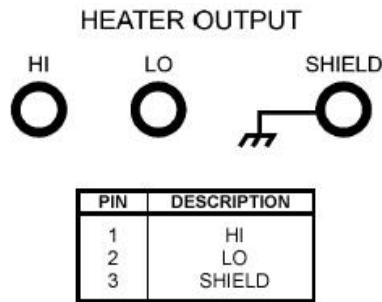 HEATER OUTPUT
HI LO SHIELD
PIN DESCRIPTION
1 HI
2 LO
3 SHIELD